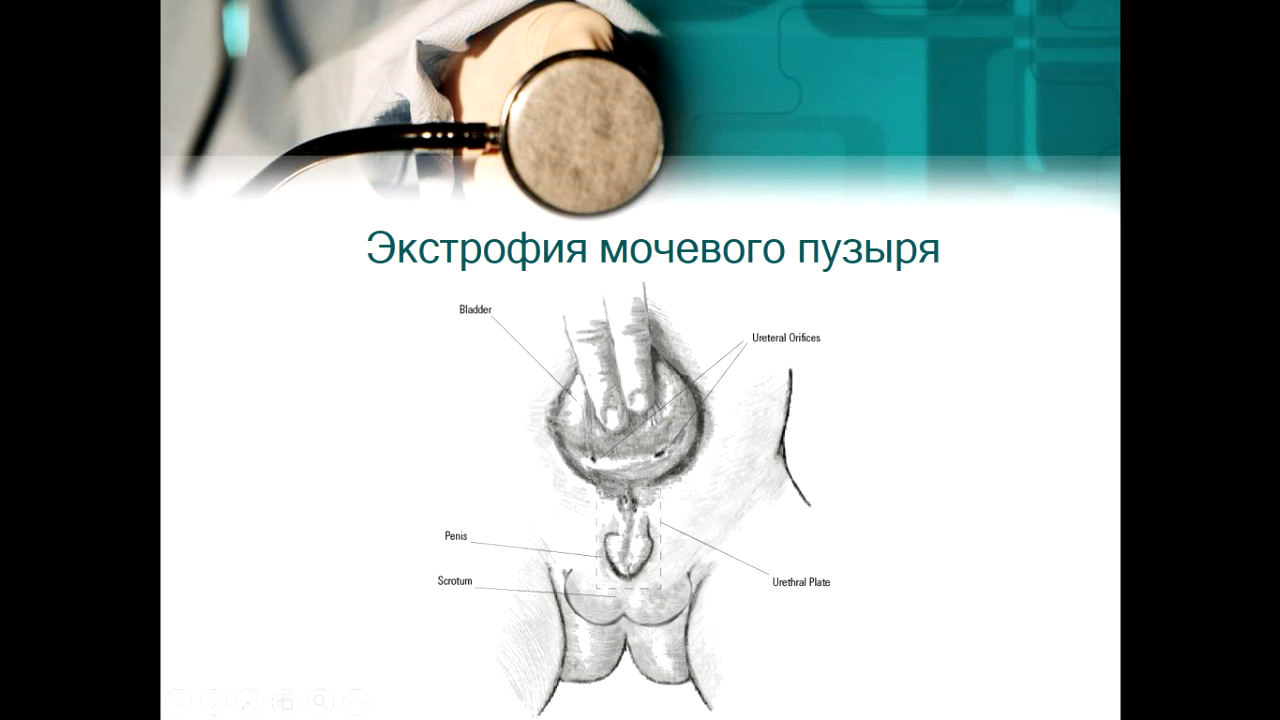 Экстрофия мочевого пузыря
Bladder
Ureteral Orifices
Penis
Scrotum
Urethral Plate